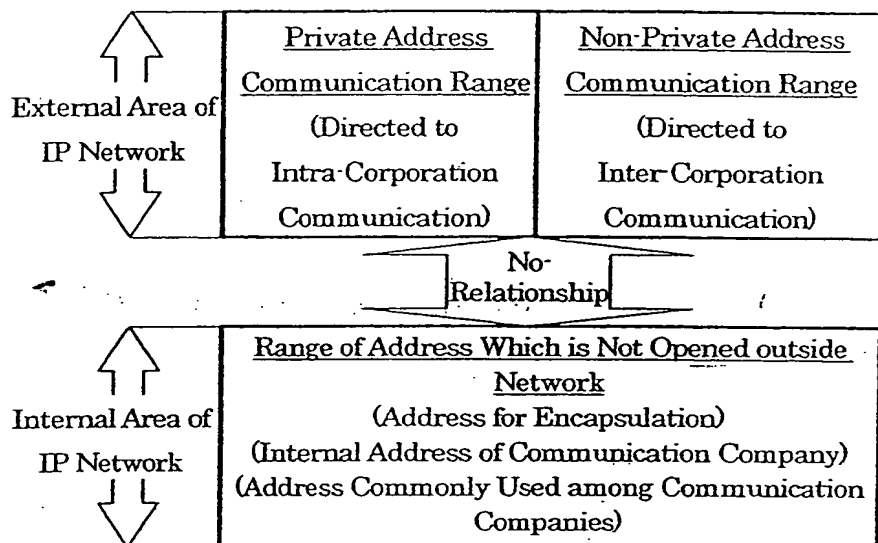 External Area of
IP Network
Private Address
Communication Range
(Directed to
Intra-Corporation
Communication)
Non-Private Address
Communication Range
(Directed to
Inter-Corporation
Communication)
No-
Relationship
Internal Area of
IP Network
Range of Address Which is Not Opened outside
Network
(Address for Encapsulation)
(Internal Address of Communication Company)
(Address Commonly Used among Communication
Companies)